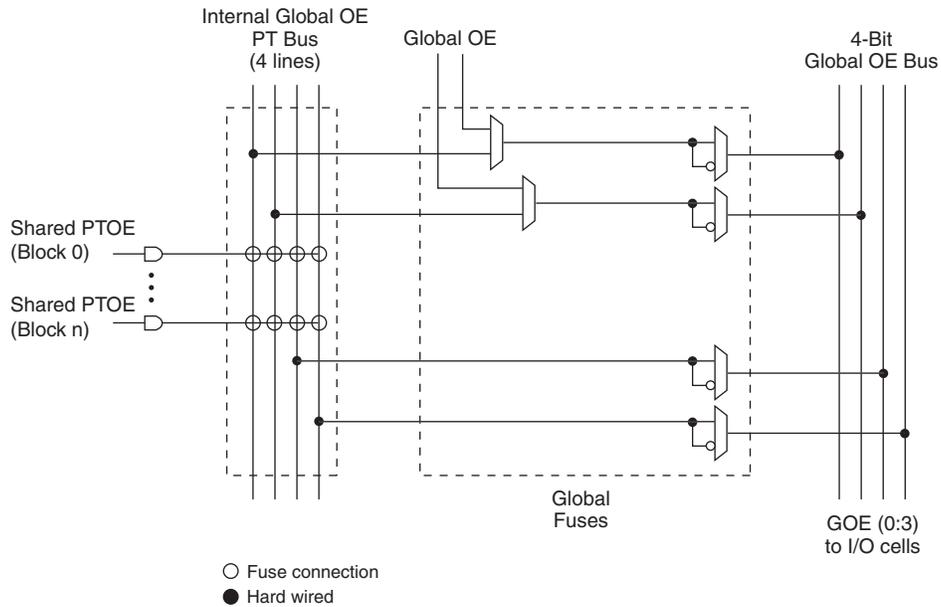 Internal Global OE
PT Bus
(4 lines)
Global OE
4-Bit
Global OE Bus
Shared PTOE
(Block 0)
Shared PTOE
(Block n)
Global
Fuses
GOE (0:3)
to I/O cells
Fuse connection
Hard wired